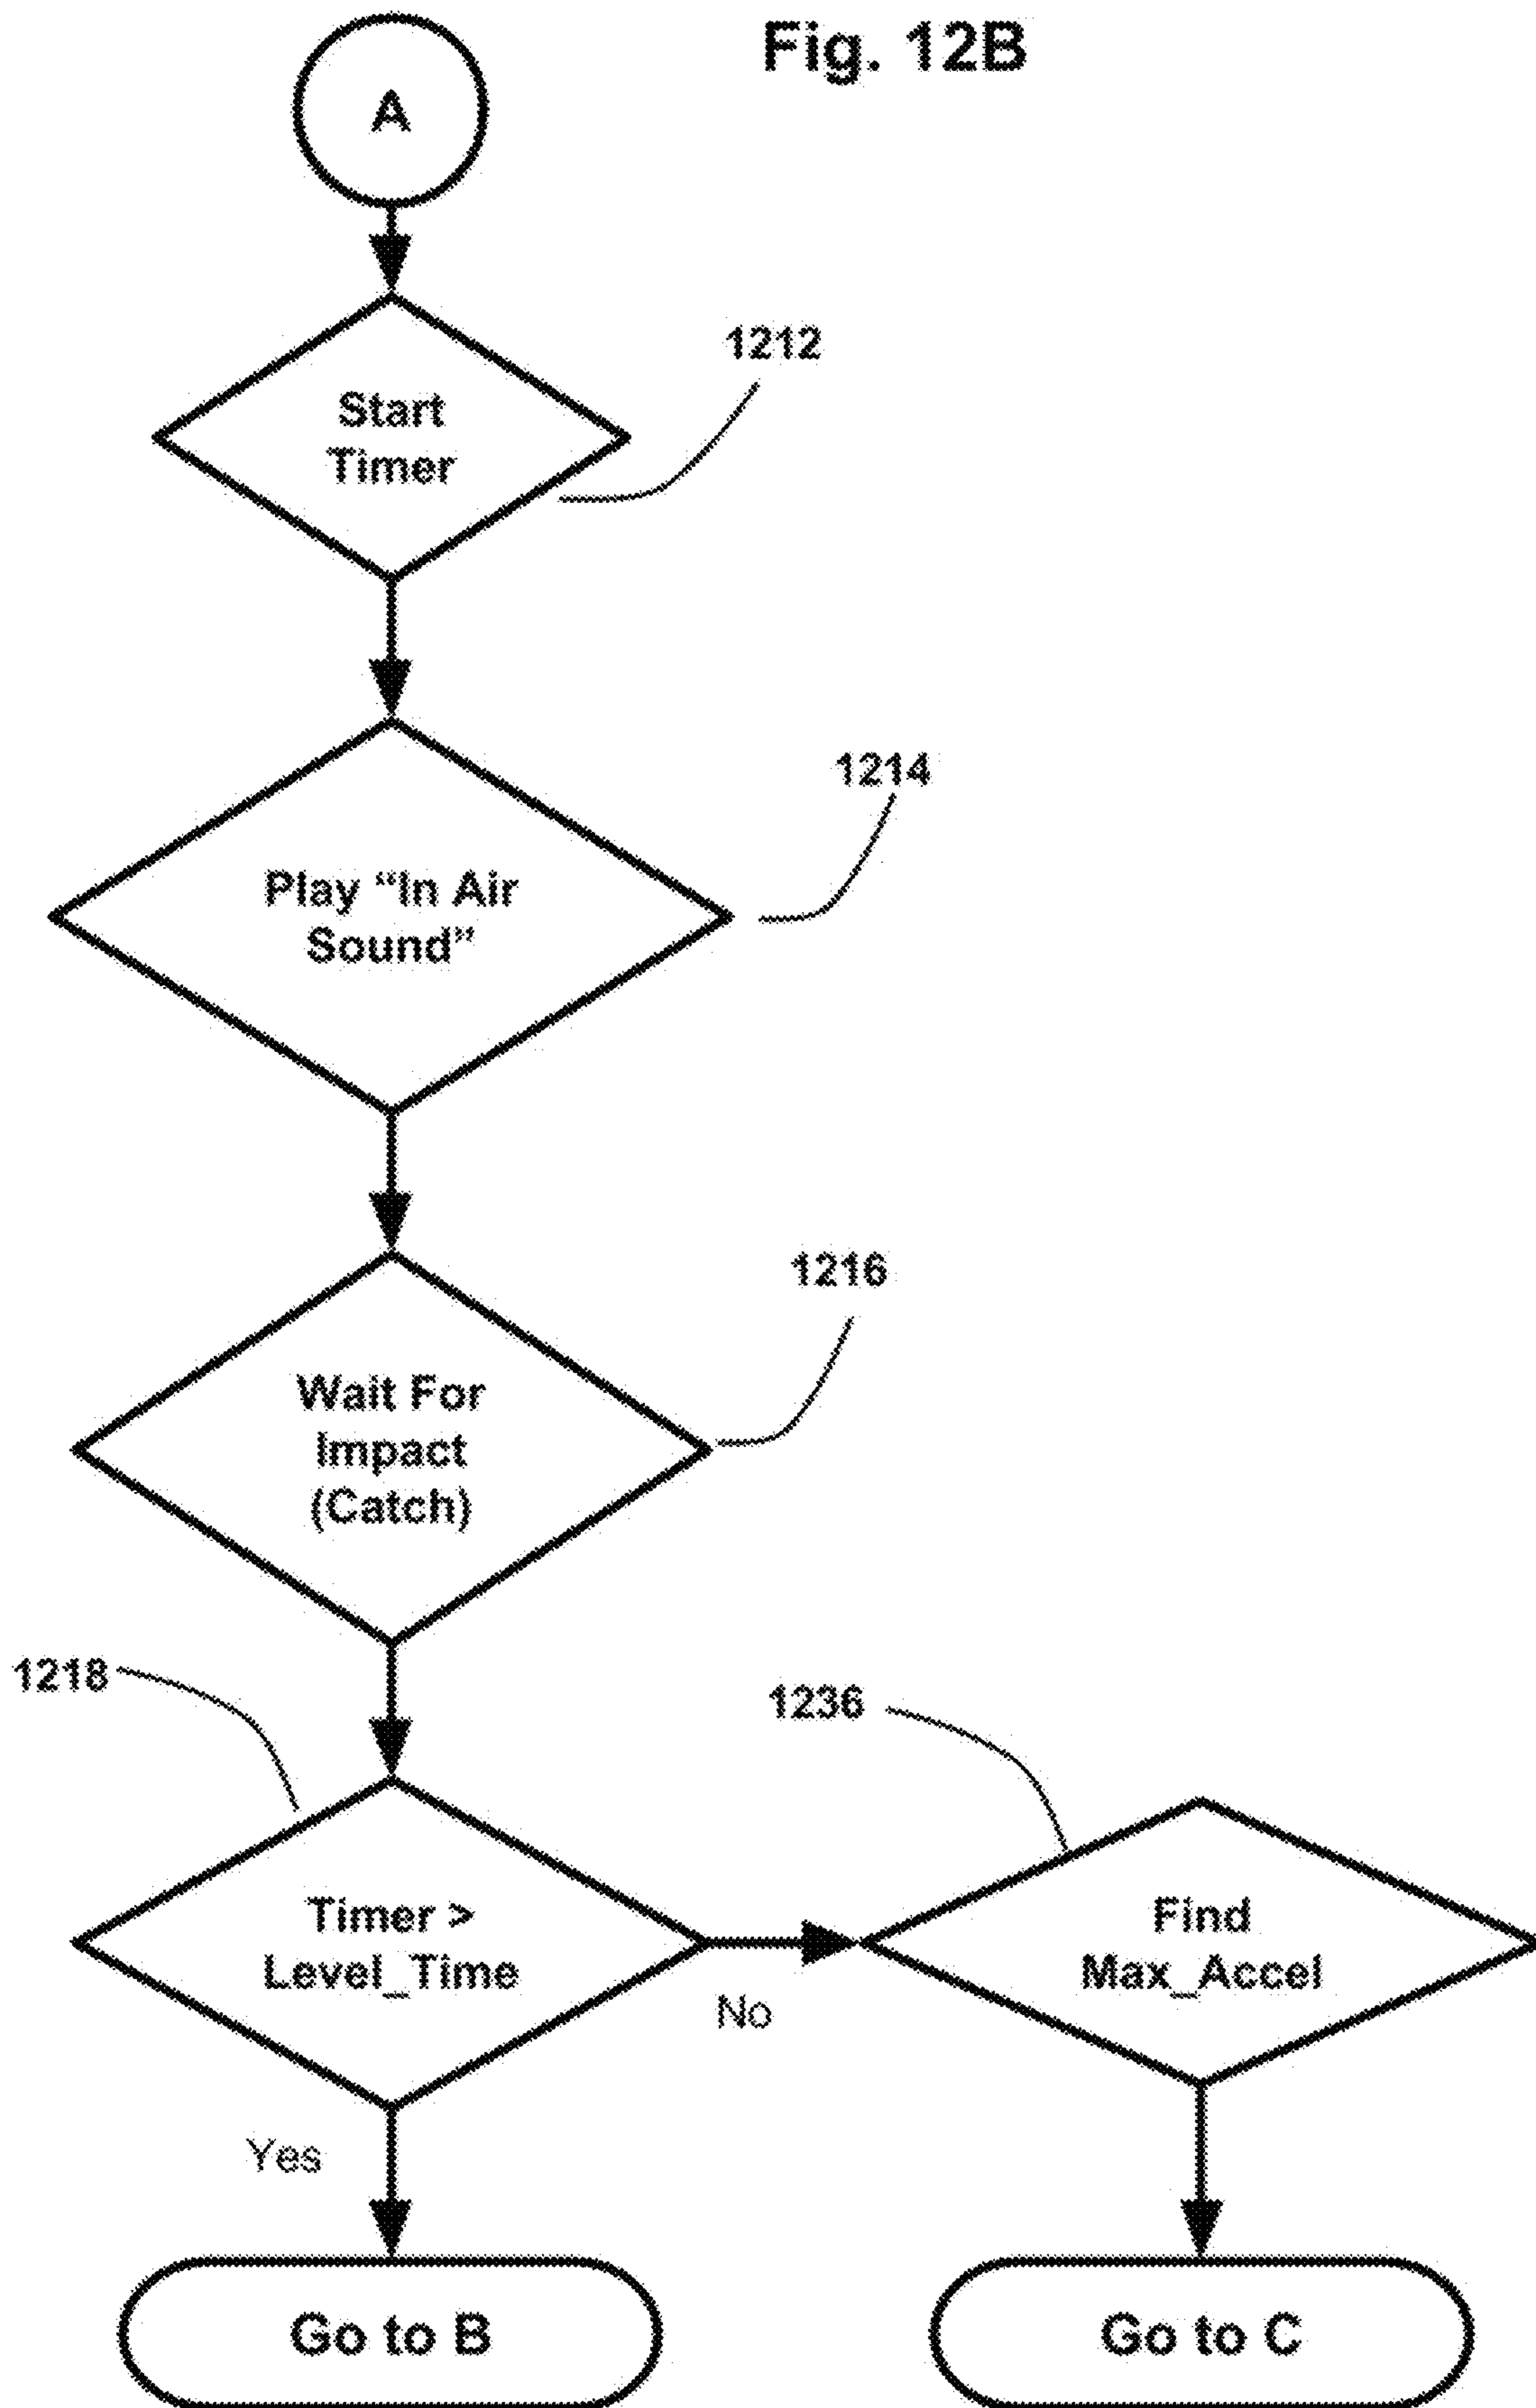 Fig. 12B
A
1212
Start
Timer
1214
Play “In Air
Sound”
1216
Wait For
Impact
(Catch)
1218
1236
Timer >
Level_Time
Find
Max_Accel
No
Yes
Go to B
Go to C